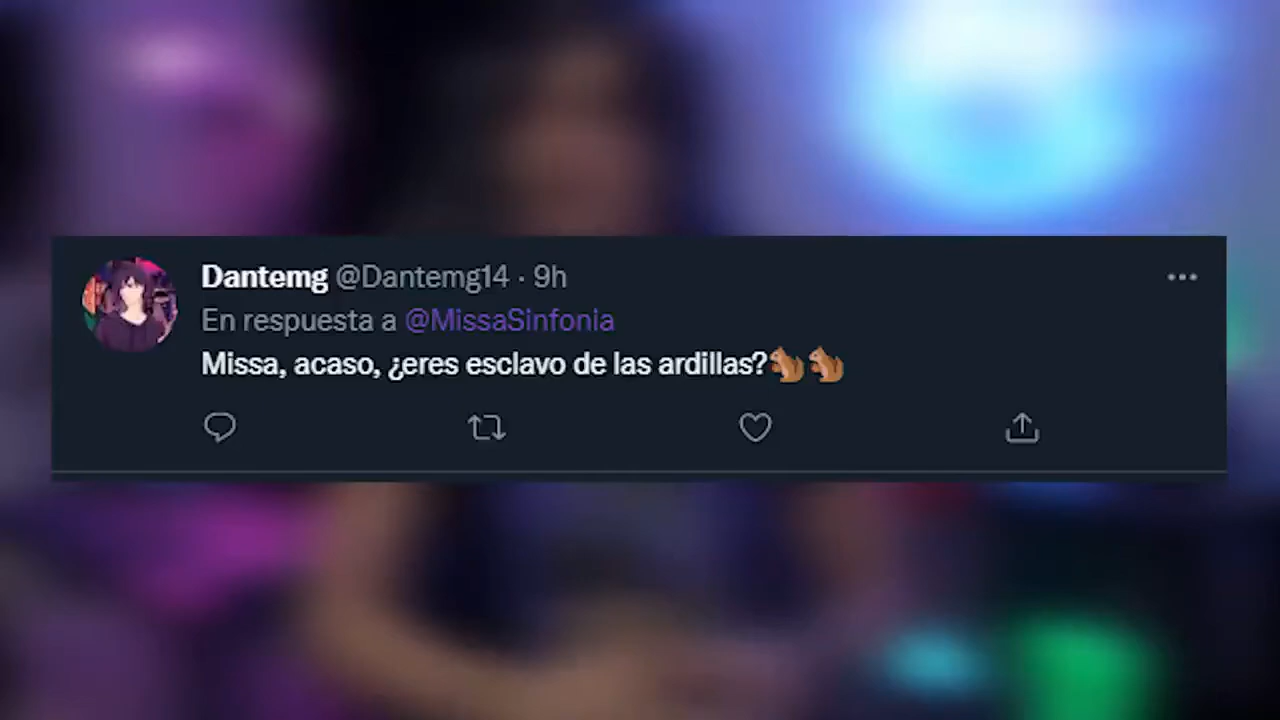 Dantemg @Dantemg14 · 9h
En respuesta a @MissaSinfonia
Missa, acaso, ¿eres esclavo de las ardillas?🐿️🐿️